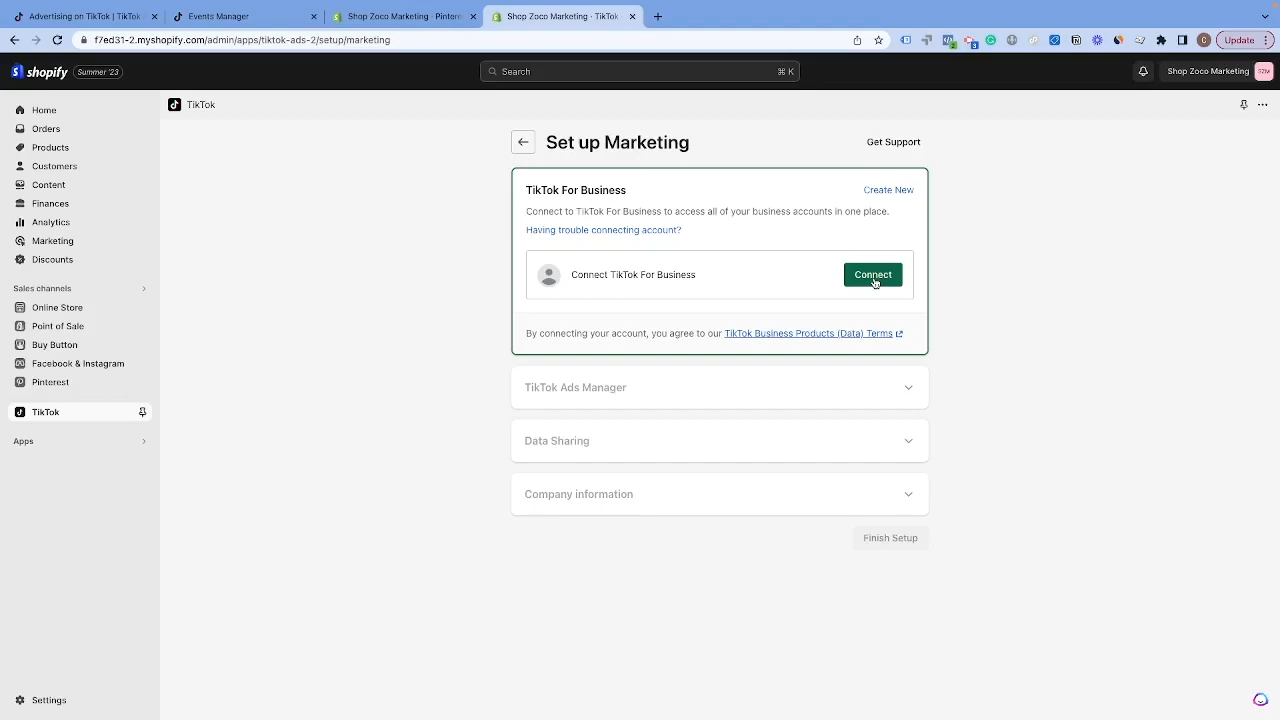 Advertising on TikTok | TikTok
Events Manager
Shop Zoco Marketing · Pintere
Shop Zoco Marketing · TikTok
f7ed31-2.myshopify.com/admin/apps/tiktok-ads-2/setup/marketing
Update
shopify
Summer '23
Search
⌘ K
Shop Zoco Marketing
SZM
TikTok
Home
Orders
Products
Customers
Content
Finances
Analytics
Marketing
Discounts
Sales channels
Online Store
Point of Sale
Buy Button
Facebook & Instagram
Pinterest
TikTok
Apps
Settings
Set up Marketing
Get Support
TikTok For Business
Create New
Connect to TikTok For Business to access all of your business accounts in one place.
Having trouble connecting account?
Connect TikTok For Business
Connect
By connecting your account, you agree to our TikTok Business Products (Data) Terms
TikTok Ads Manager
Data Sharing
Company information
Finish Setup